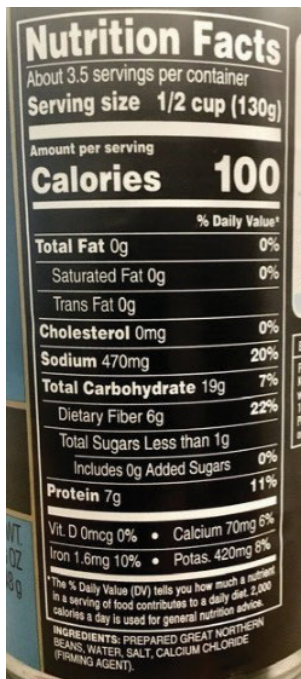 Nutrition Facts
About 3.5 servings per container
Serving size 1/2 cup (130g)
Amount per serving
Calories 100
% Daily Value*
Total Fat 0g 0%
Saturated Fat 0g 0%
Trans Fat 0g
Cholesterol 0mg 0%
Sodium 470mg 20%
Total Carbohydrate 19g 7%
Dietary Fiber 6g 22%
Total Sugars Less than 1g
Includes 0g Added Sugars 0%
Protein 7g 11%
Vit. D 0mcg 0% • Calcium 70mg 6%
Iron 1.6mg 10% • Potas. 420mg 8%
*The % Daily Value (DV) tells you how much a nutrient
in a serving of food contributes to a daily diet. 2,000
calories a day is used for general nutrition advice.
INGREDIENTS: PREPARED GREAT NORTHERN
BEANS, WATER, SALT, CALCIUM CHLORIDE
(FIRMING AGENT).
WT.
OZ